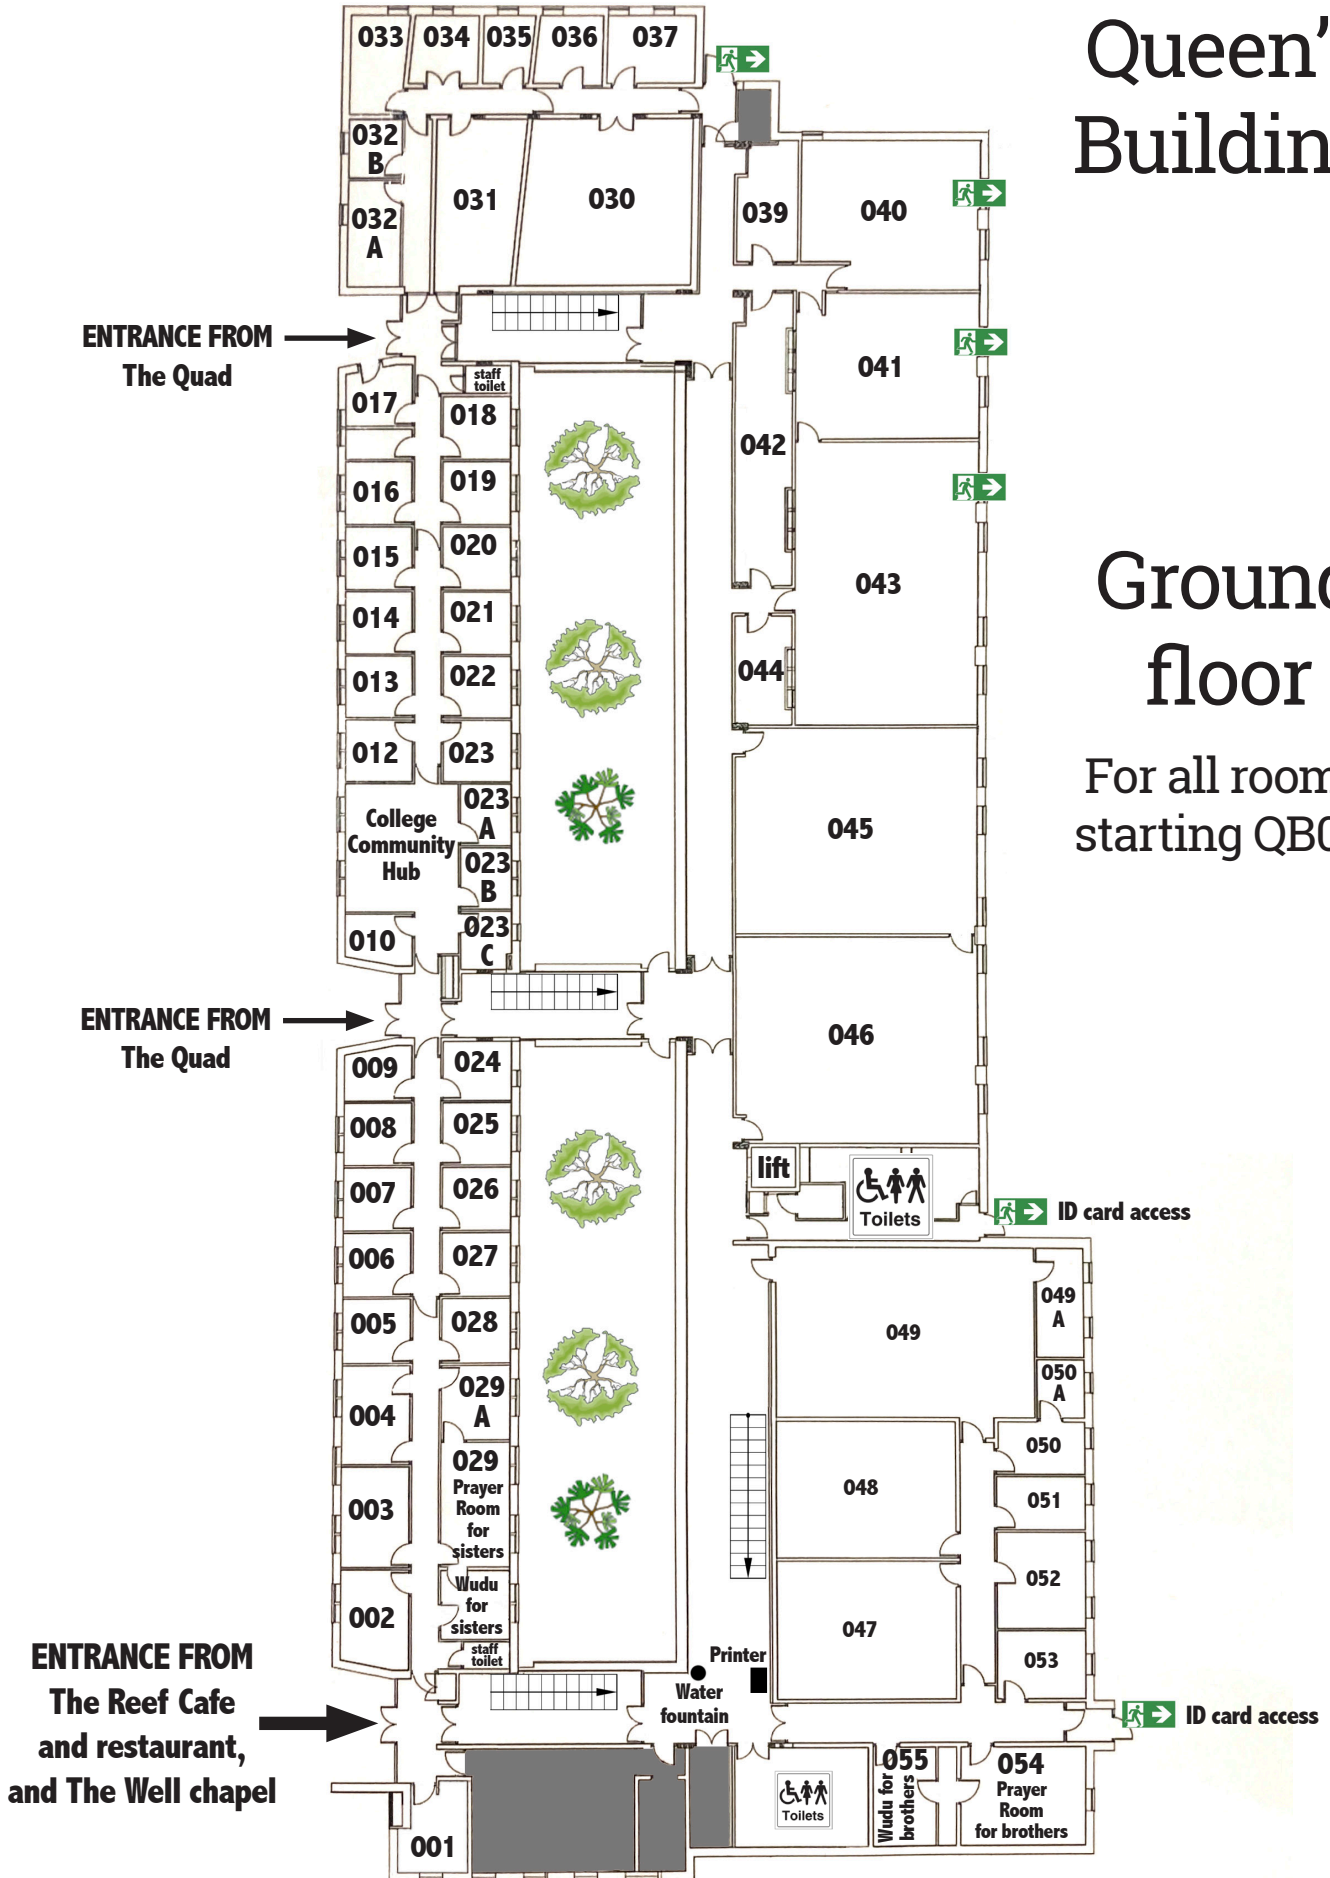 Queen’
Buildin
Ground
floor
For all room
starting QB0
033
034
035
036
037
032
B
032
A
031
030
039
040
ENTRANCE FROM
The Quad
041
staff
toilet
017
018
042
016
019
015
020
043
014
021
013
022
044
012
023
College
Community
Hub
023
A
023
B
023
C
010
045
ENTRANCE FROM
The Quad
046
009
024
008
025
007
026
lift
Toilets
ID card access
006
027
005
028
049
049
A
050
A
004
029
A
050
003
029
Prayer
Room
for
sisters
048
051
052
Wudu
for
sisters
002
staff
toilet
047
053
ENTRANCE FROM
The Reef Cafe
and restaurant,
and The Well chapel
Printer
Water
fountain
ID card access
001
Toilets
055
Wudu for
brothers
054
Prayer
Room
for brothers